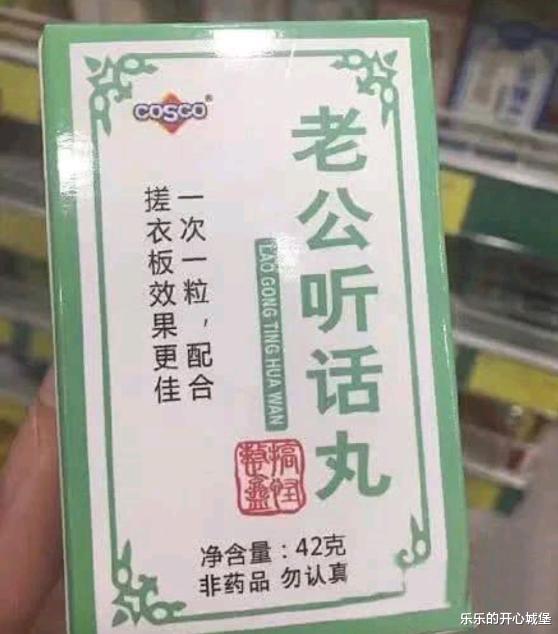 COSCO
老公听话丸
LAO GONG TING HUA WAN
一次一粒，配合
搓衣板效果更佳
搞怪
整蛊
净含量：42克
非药品 勿认真
乐乐的开心城堡